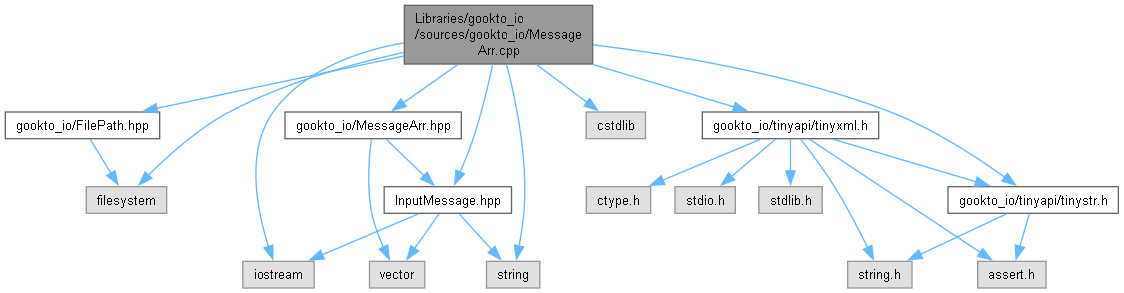 Libraries/gookto_io
/sources/gookto_io/Message
Arr.cpp
gookto_io/FilePath.hpp
gookto_io/MessageArr.hpp
cstdlib
gookto_io/tinyapi/tinyxml.h
filesystem
InputMessage.hpp
ctype.h
stdio.h
stdlib.h
gookto_io/tinyapi/tinystr.h
iostream
vector
string
string.h
assert.h